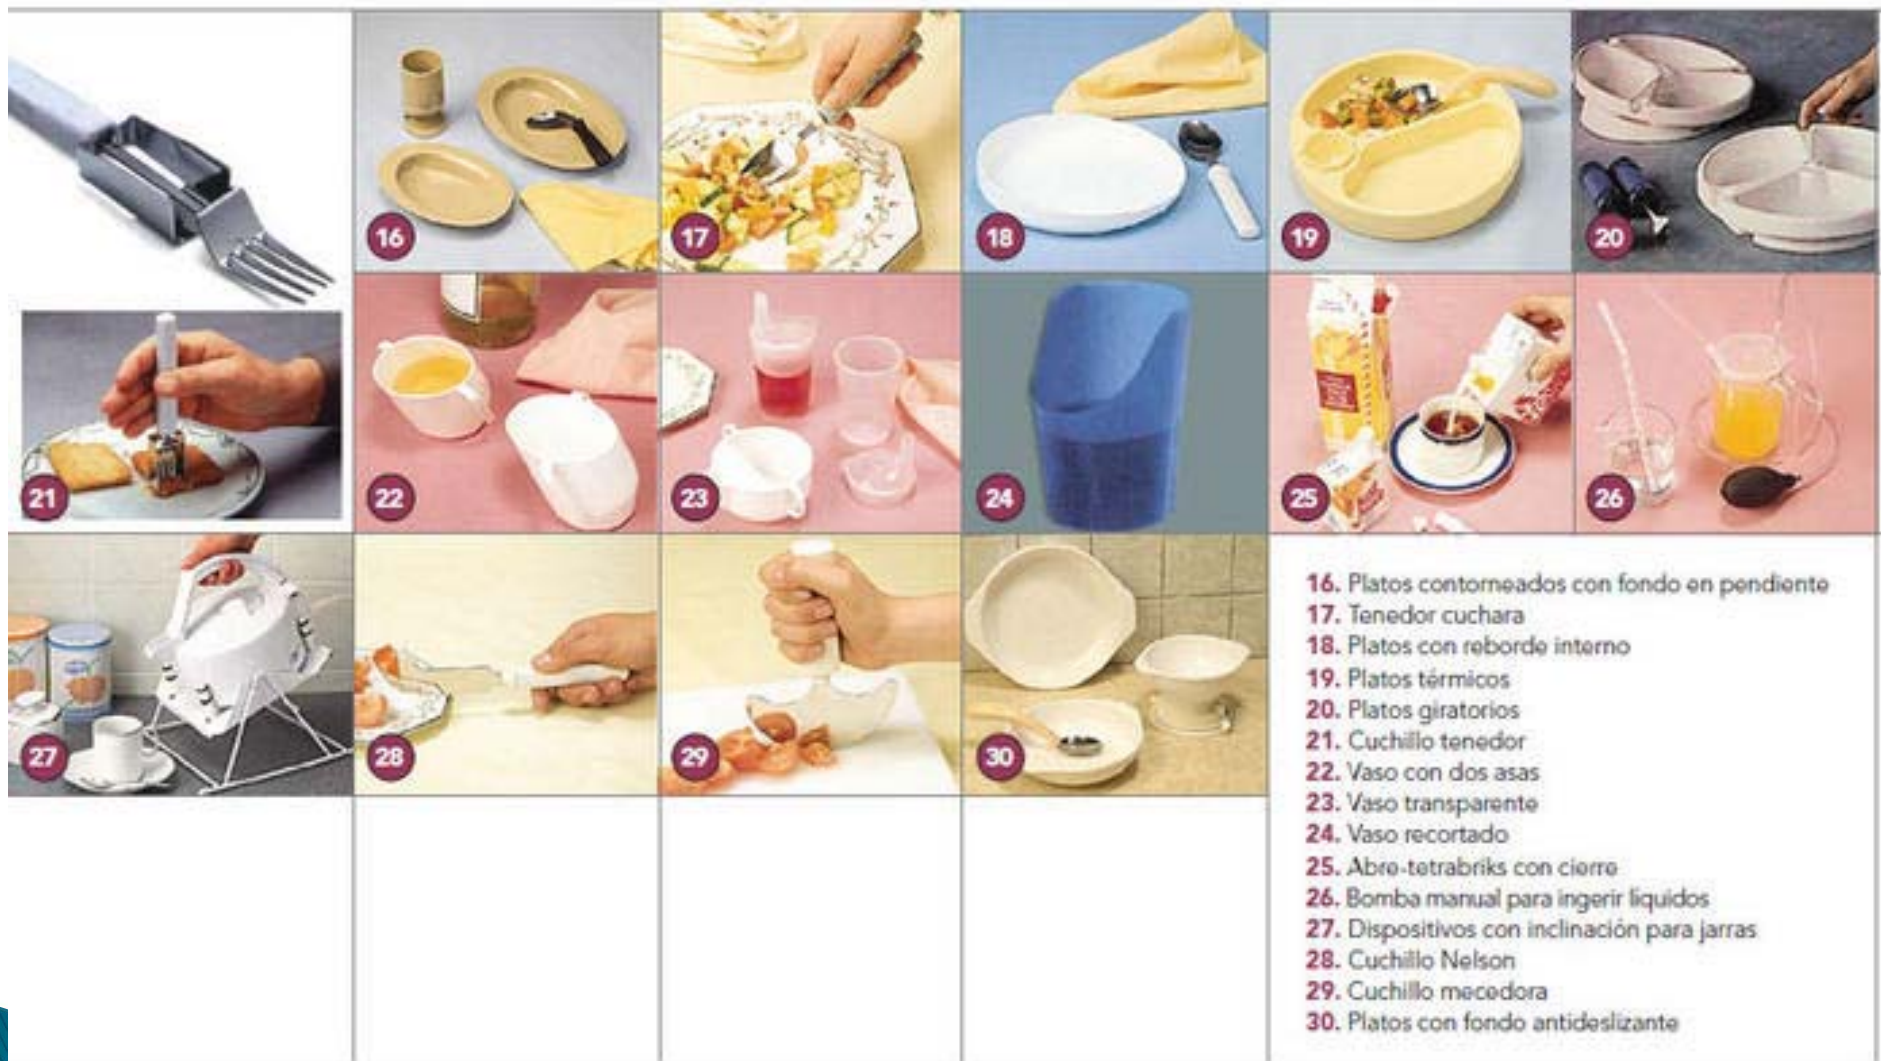 16
17
18
19
20
21
22
23
24
25
26
27
28
29
30
16. Platos contorneados con fondo en pendiente
17. Tenedor cuchara
18. Platos con reborde interno
19. Platos térmicos
20. Platos giratorios
21. Cuchillo tenedor
22. Vaso con dos asas
23. Vaso transparente
24. Vaso recortado
25. Abre-tetrabriks con cierre
26. Bomba manual para ingerir liquidos
27. Dispositivos con inclinación para jarras
28. Cuchillo Nelson
29. Cuchillo mecedora
30. Platos con fondo antideslizante